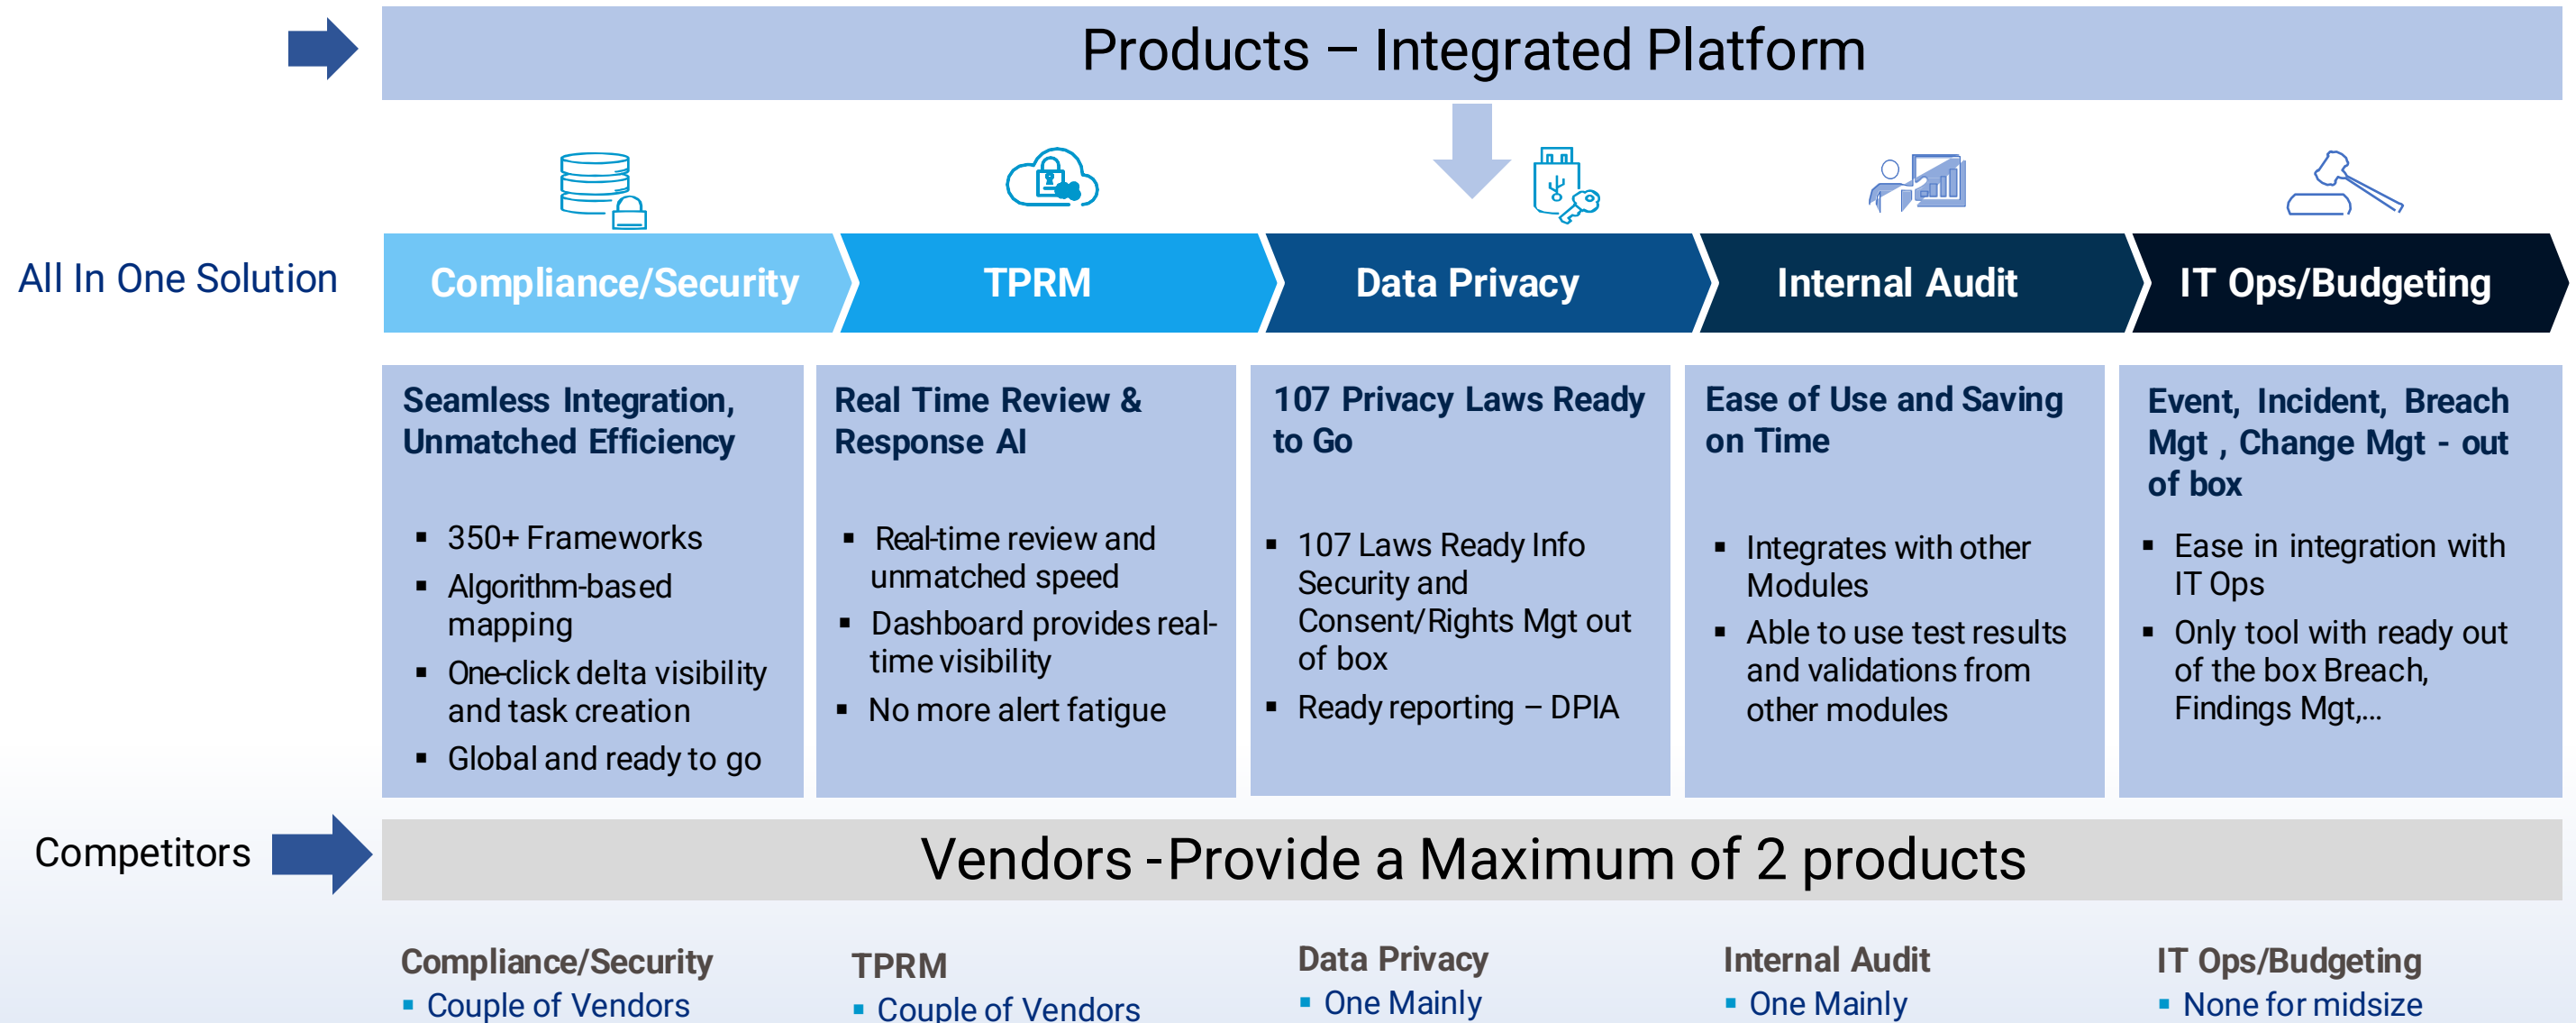 Products – Integrated Platform
All In One Solution
Compliance/Security
TPRM
Data Privacy
Internal Audit
IT Ops/Budgeting
Seamless Integration,
Unmatched Efficiency
▪ 350+ Frameworks
▪ Algorithm-based
mapping
▪ One-click delta visibility
and task creation
▪ Global and ready to go
Real Time Review &
Response AI
▪ Real-time review and
unmatched speed
▪ Dashboard provides real-
time visibility
▪ No more alert fatigue
107 Privacy Laws Ready
to Go
▪ 107 Laws Ready Info
Security and
Consent/Rights Mgt out
of box
▪ Ready reporting – DPIA
Ease of Use and Saving
on Time
▪ Integrates with other
Modules
▪ Able to use test results
and validations from
other modules
Event, Incident, Breach
Mgt , Change Mgt - out
of box
▪ Ease in integration with
IT Ops
▪ Only tool with ready out
of the box Breach,
Findings Mgt,...
Competitors
Vendors -Provide a Maximum of 2 products
Compliance/Security
▪ Couple of Vendors
TPRM
▪ Couple of Vendors
Data Privacy
▪ One Mainly
Internal Audit
▪ One Mainly
IT Ops/Budgeting
▪ None for midsize